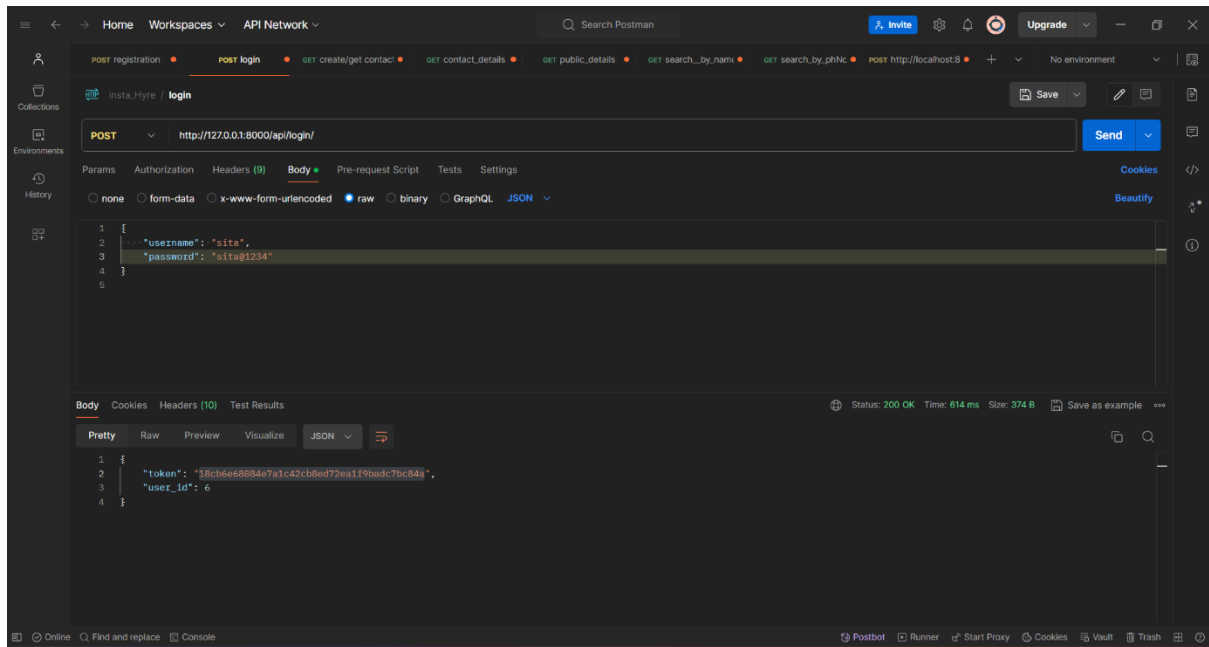 Home Workspaces API Network Search Postman Invite Upgrade
POST registration POST login GET create/get contact GET contact_details GET public_details GET search__by_name GET search_by_phNo POST http://localhost:8 No environment
insta_Hyre / login Save
Collections
POST http://127.0.0.1:8000/api/login/ Send
Environments
Params Authorization Headers (9) Body Pre-request Script Tests Settings Cookies
History
none form-data x-www-form-urlencoded raw binary GraphQL JSON Beautify
1 {
2 "username": "sita",
3 "password": "sita@1234"
4 }
5
Body Cookies Headers (10) Test Results Status: 200 OK Time: 614 ms Size: 374 B Save as example
Pretty Raw Preview Visualize JSON
1 {
2 "token":
3 "user_id": 6
4 }
Online Find and replace Console Postbot Runner Start Proxy Cookies Vault Trash